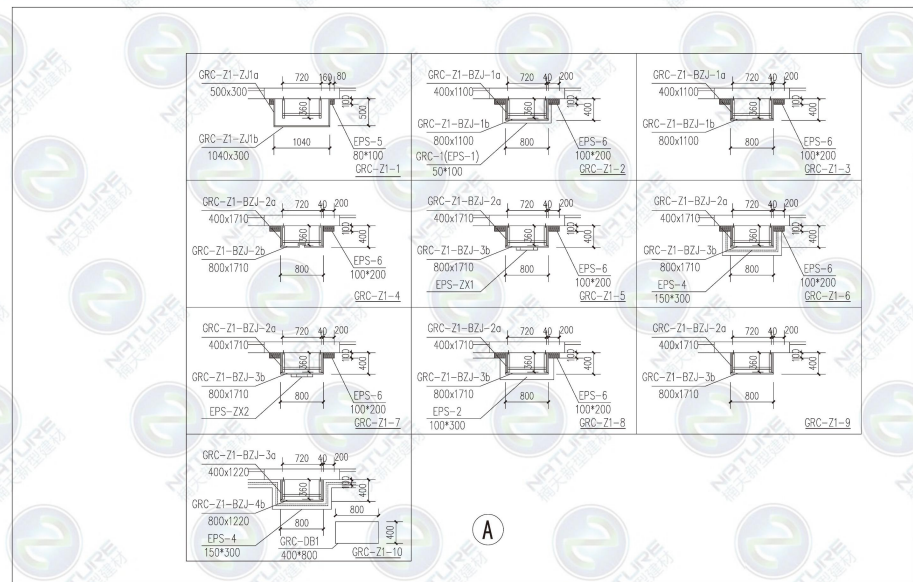 GRC-Z1-ZJ1a
500x300
720 160 80
360
100
500
GRC-Z1-ZJ1b
1040x300
1040
EPS-5
80*100
GRC-Z1-1
GRC-Z1-BZJ-1a
400x1100
720 40 200
360
100
400
GRC-Z1-BZJ-1b
800x1100
800
GRC-1(EPS-1)
50*100
EPS-6
100*200
GRC-Z1-2
GRC-Z1-BZJ-1a
400x1100
720 40 200
360
100
400
GRC-Z1-BZJ-1b
800x1100
800
EPS-6
100*200
GRC-Z1-3
GRC-Z1-BZJ-2a
400x1710
720 40 200
360
100
400
GRC-Z1-BZJ-2b
800x1710
800
EPS-6
100*200
GRC-Z1-4
GRC-Z1-BZJ-2a
400x1710
720 40 200
360
100
400
GRC-Z1-BZJ-3b
800x1710
800
EPS-ZX1
EPS-6
100*200
GRC-Z1-5
GRC-Z1-BZJ-2a
400x1710
720 40 200
360
100
400
GRC-Z1-BZJ-3b
800x1710
800
EPS-4
150*300
EPS-6
100*200
GRC-Z1-6
GRC-Z1-BZJ-2a
400x1710
720 40 200
360
100
400
GRC-Z1-BZJ-3b
800x1710
800
EPS-ZX2
EPS-6
100*200
GRC-Z1-7
GRC-Z1-BZJ-2a
400x1710
720 40 200
360
100
400
GRC-Z1-BZJ-3b
800x1710
800
EPS-2
100*300
EPS-6
100*200
GRC-Z1-8
GRC-Z1-BZJ-2a
400x1710
720 40 200
360
100
400
GRC-Z1-BZJ-3b
800x1710
800
GRC-Z1-9
GRC-Z1-BZJ-3a
400x1220
720 40 200
360
100
400
GRC-Z1-BZJ-4b
800x1220
800
800
EPS-4
150*300
GRC-DB1
400*800
400
GRC-Z1-10
A
NATURE